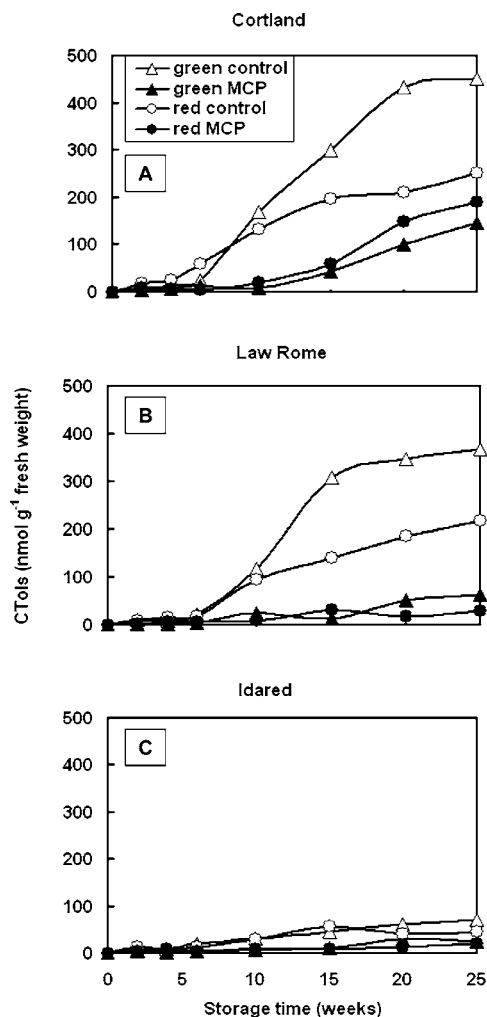 Cortland
500
400
300
200
100
0
green control
green MCP
red control
red MCP
A
Law Rome
500
400
300
200
100
0
B
CTols (nmol g-1 fresh weight)
Idared
500
400
300
200
100
0
C
0 5 10 15 20 25
Storage time (weeks)